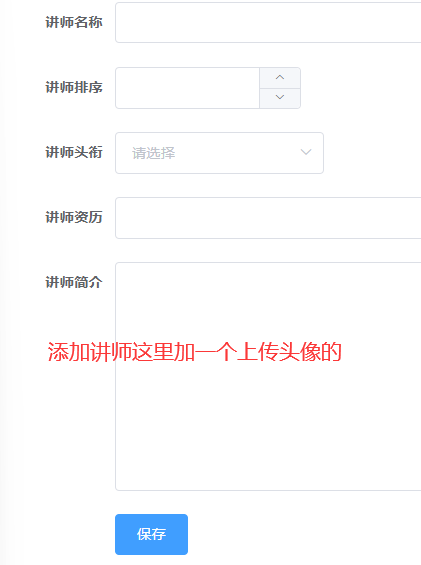 讲师名称
讲师排序
讲师头衔
请选择
讲师资历
讲师简介
添加讲师这里加一个上传头像的
保存